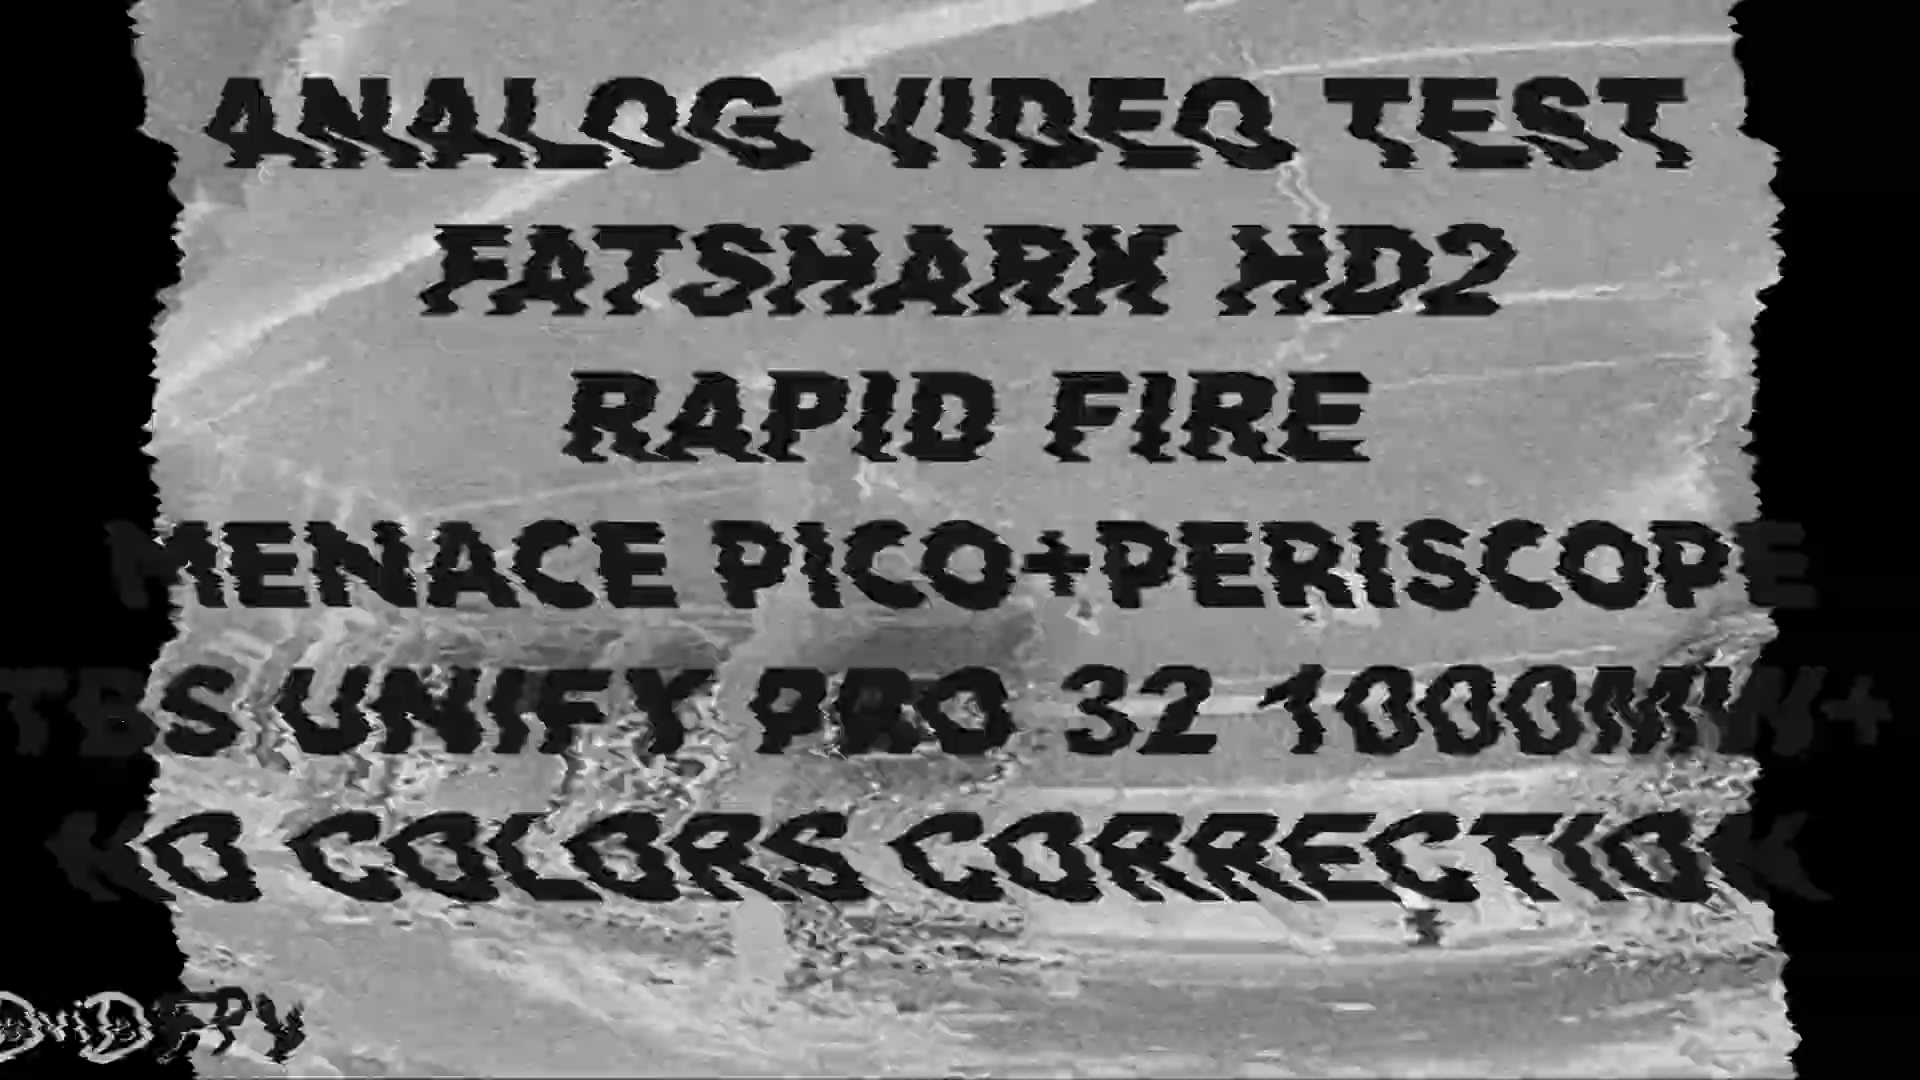 ANALOG VIDEO TEST
FATSHARK HD2
RAPID FIRE
MENACE PICO+PERISCOPE
TBS UNIFY PRO 32 1000MW+
NO COLORS CORRECTION